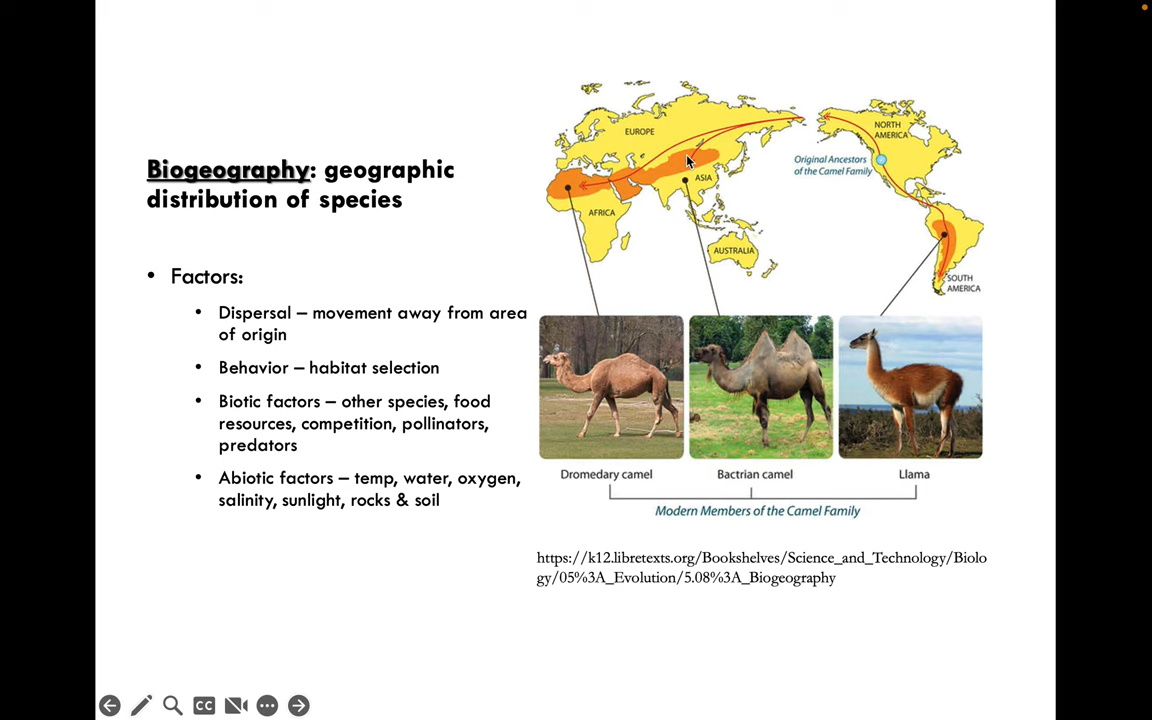 Biogeography: geographic
distribution of species
• Factors:
• Dispersal – movement away from area
of origin
• Behavior – habitat selection
• Biotic factors – other species, food
resources, competition, pollinators,
predators
• Abiotic factors – temp, water, oxygen,
salinity, sunlight, rocks & soil
EUROPE
ASIA
AFRICA
AUSTRALIA
NORTH
AMERICA
Original Ancestors
of the Camel Family
SOUTH
AMERICA
Dromedary camel
Bactrian camel
Llama
Modern Members of the Camel Family
https://k12.libretexts.org/Bookshelves/Science_and_Technology/Biolo
gy/05%3A_Evolution/5.08%3A_Biogeography
CC